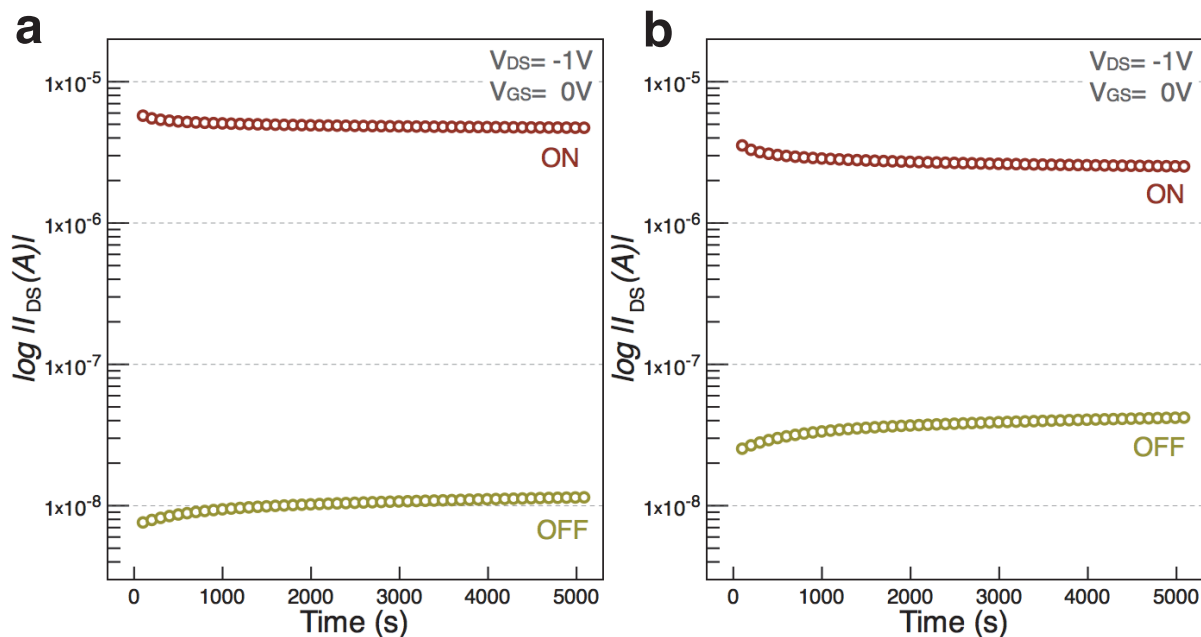 a
VDS= -1V
VGS= 0V
1x10-5
1x10-6
1x10-7
1x10-8
log |IDS(A)|
ON
OFF
0 1000 2000 3000 4000 5000
Time (s)
b
VDS= -1V
VGS= 0V
1x10-5
1x10-6
1x10-7
1x10-8
log |IDS(A)|
ON
OFF
0 1000 2000 3000 4000 5000
Time (s)